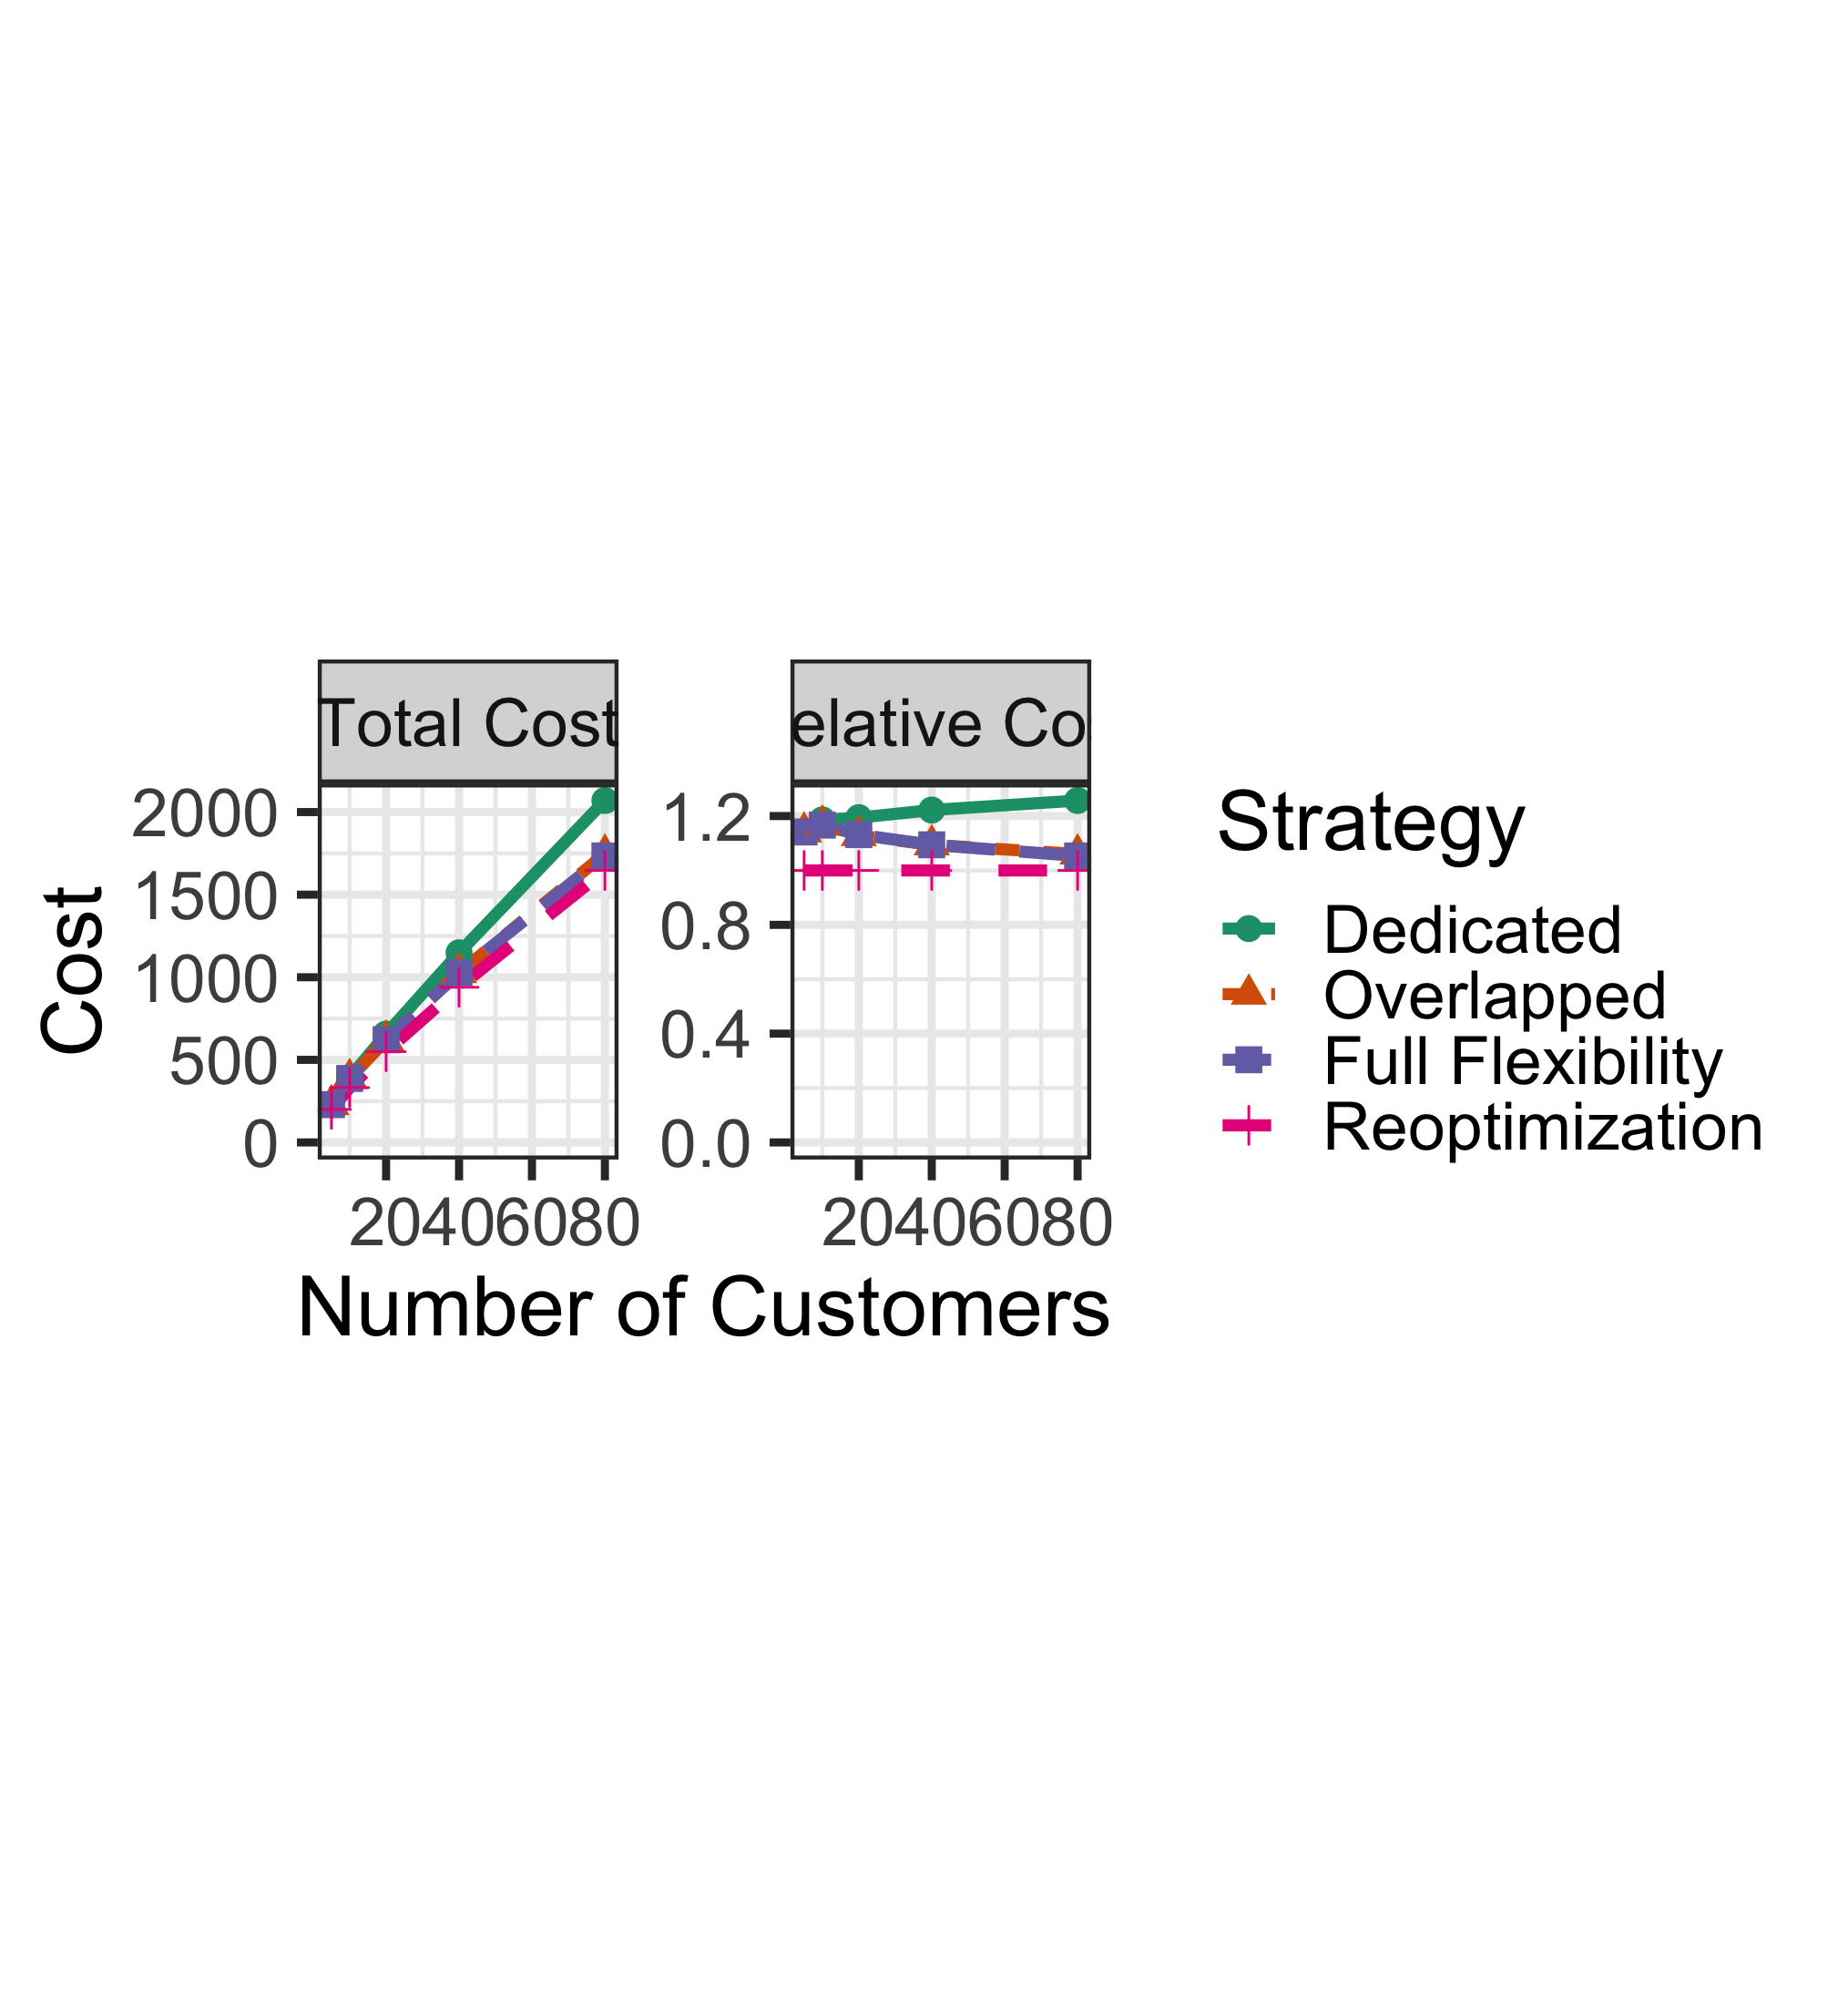 Total Cost
elative Co
Cost
2000
1500
1000
500
0
1.2
0.8
0.4
0.0
20406080
20406080
Number of Customers
Strategy
Dedicated
Overlapped
Full Flexibility
Reoptimization